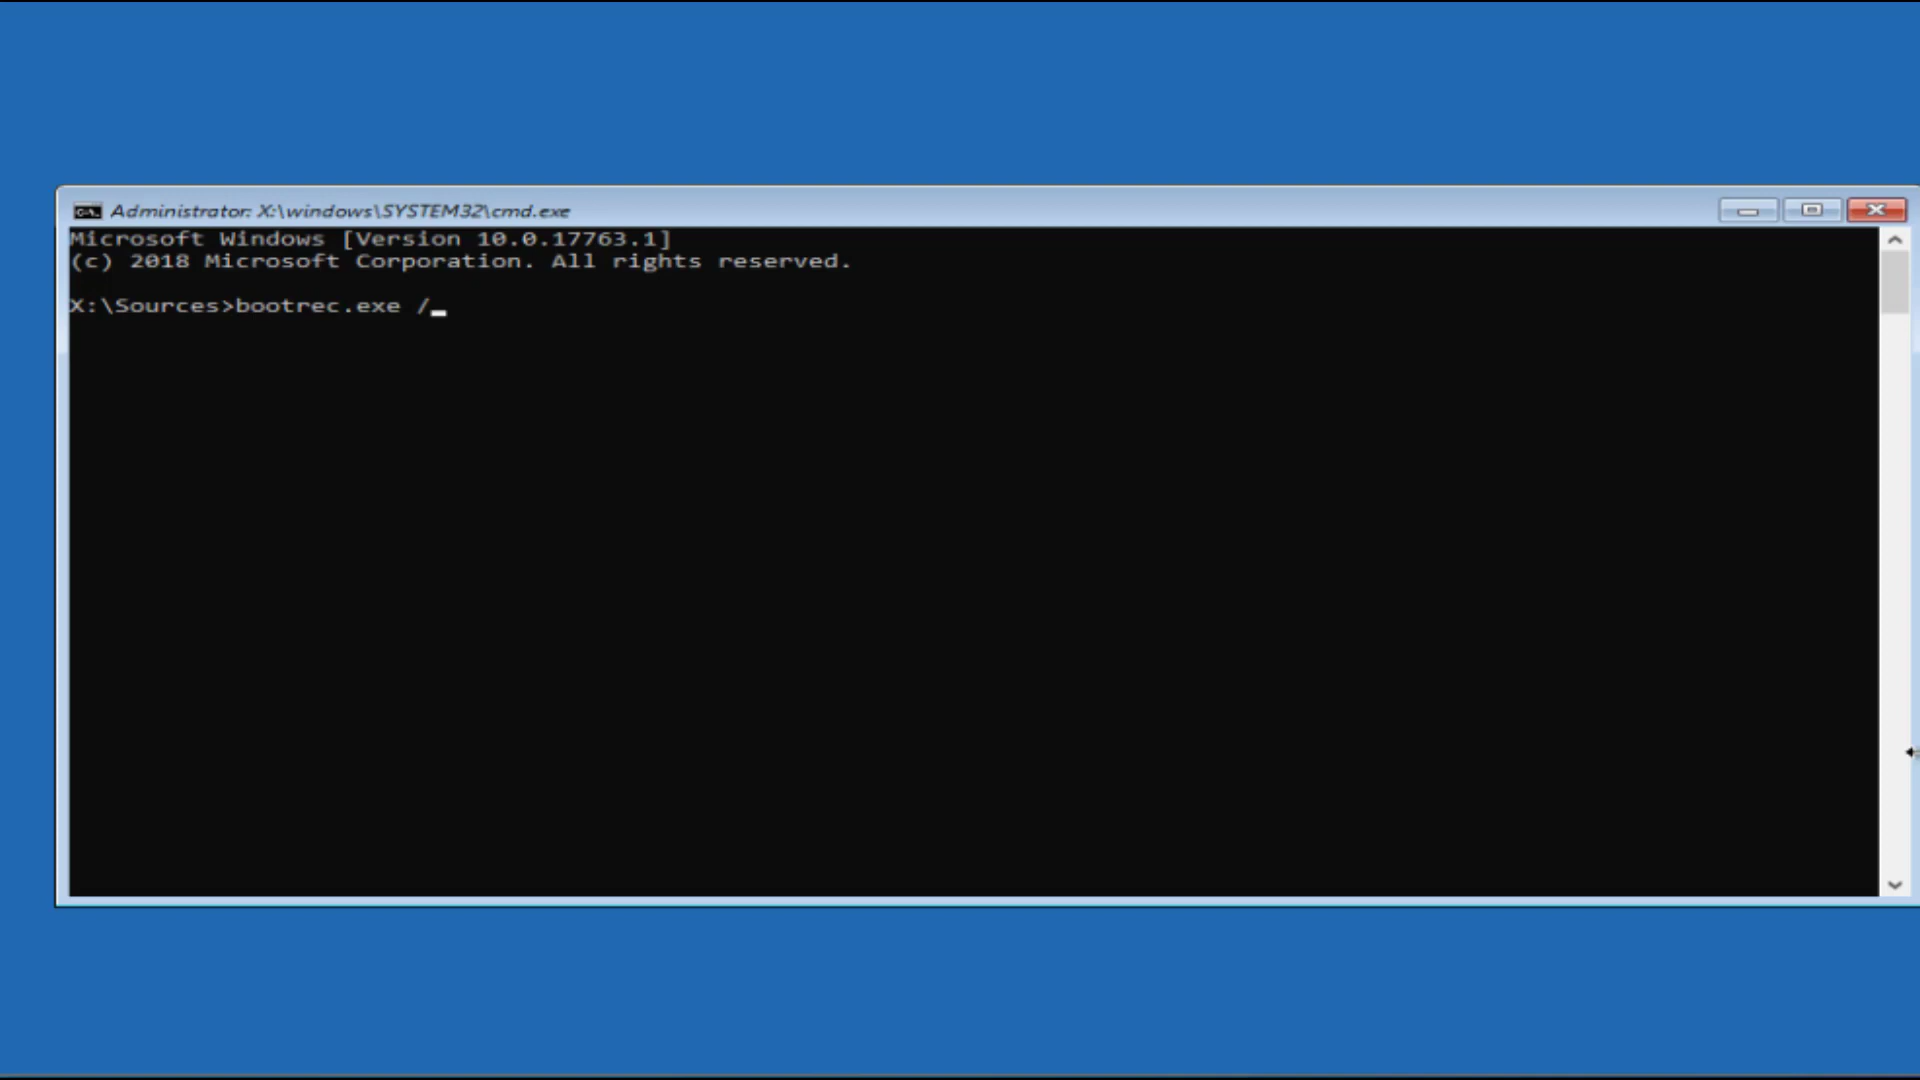 Administrator: X:\windows\SYSTEM32\cmd.exe
Microsoft Windows [Version 10.0.17763.1]
(c) 2018 Microsoft Corporation. All rights reserved.
X:\Sources>bootrec.exe /